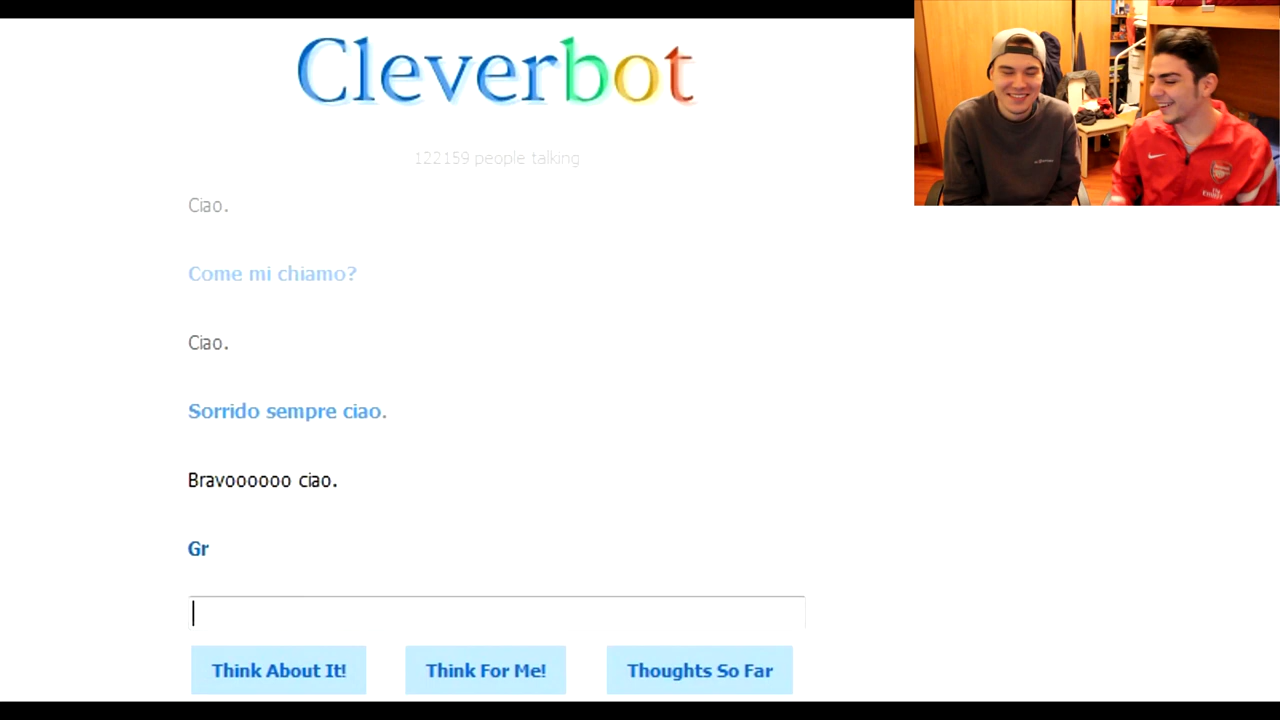 Cleverbot
122159 people talking
Ciao.
Come mi chiamo?
Ciao.
Sorrido sempre ciao.
Bravoooooo ciao.
Gr
Think About It!
Think For Me!
Thoughts So Far